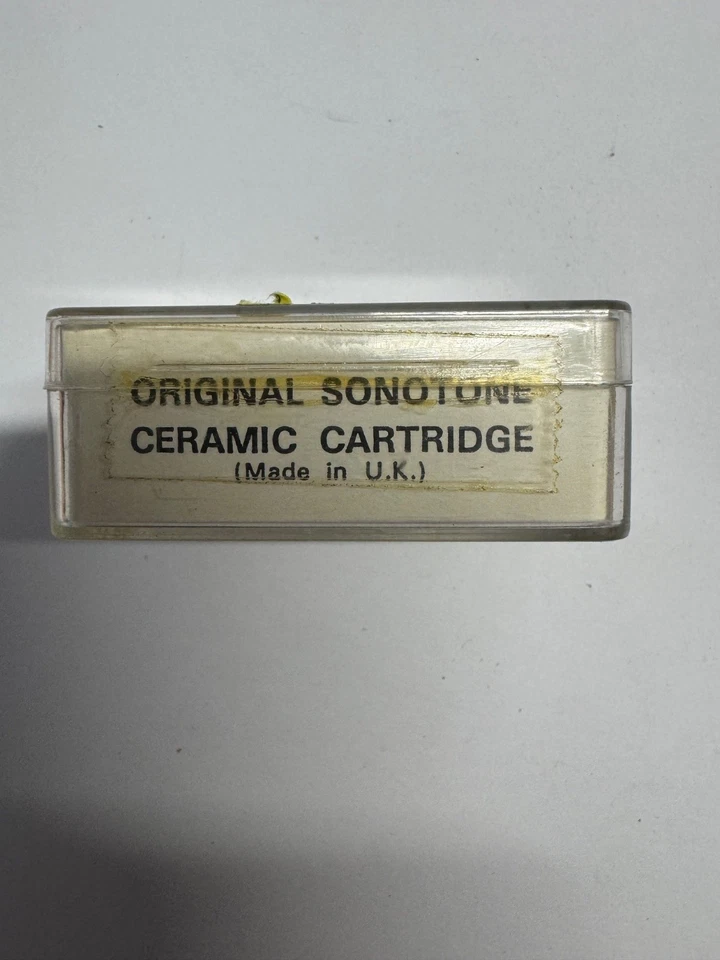 ORIGINAL SONOTONE
CERAMIC CARTRIDGE
(Made in U.K.)